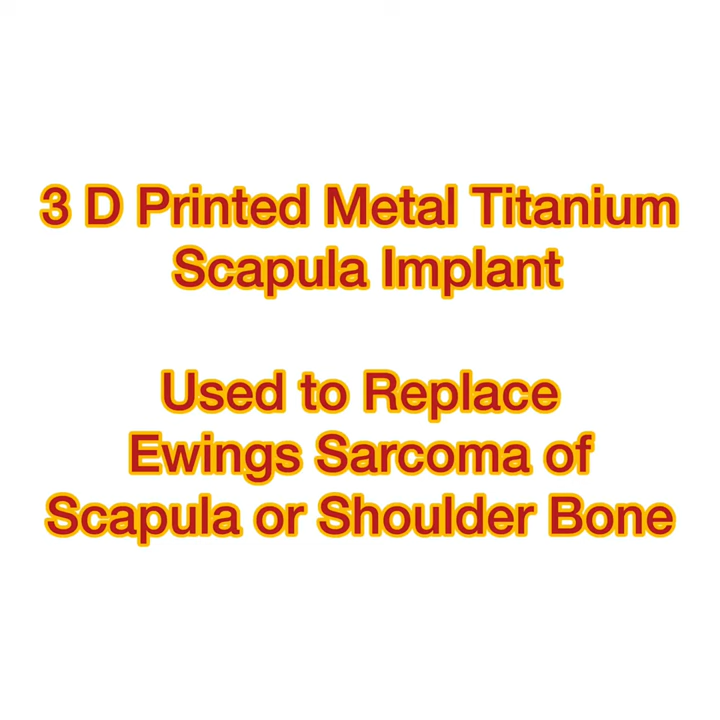 3 D Printed Metal Titanium
Scapula Implant
Used to Replace
Ewings Sarcoma of
Scapula or Shoulder Bone